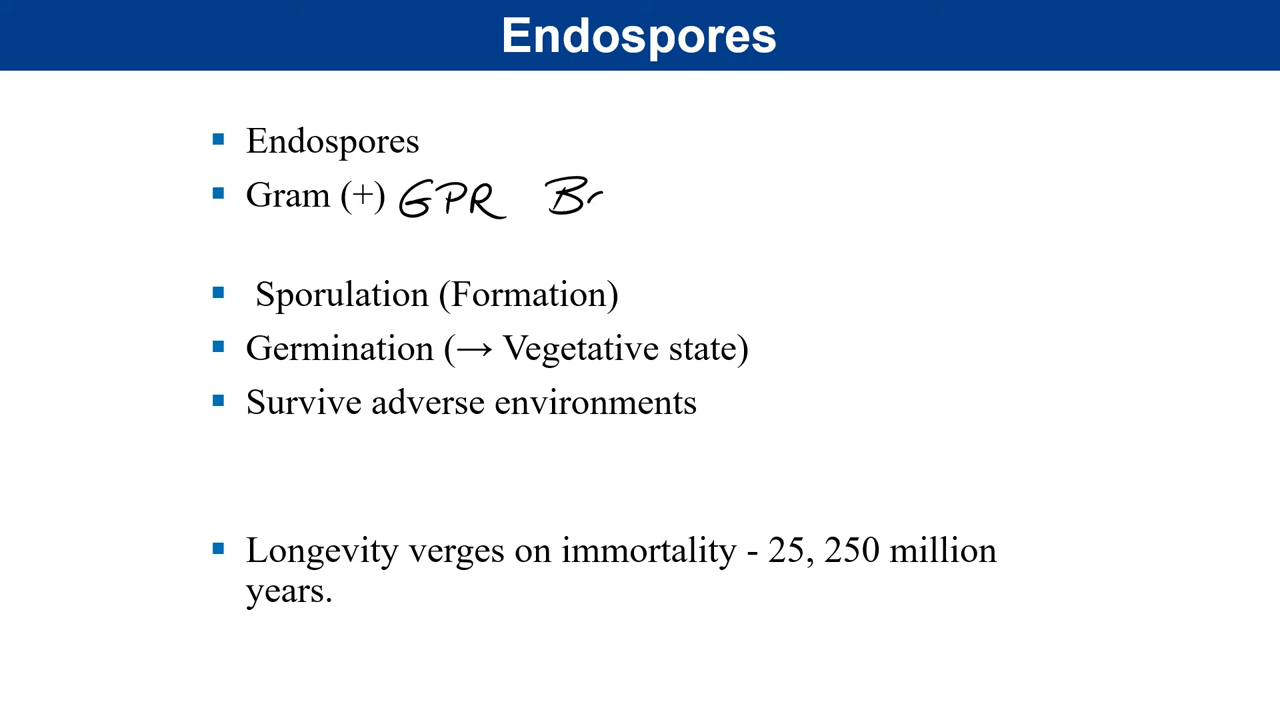 Endospores
Endospores
Gram (+) GPR
Sporulation (Formation)
Germination (→ Vegetative state)
Survive adverse environments
Longevity verges on immortality - 25, 250 million
years.